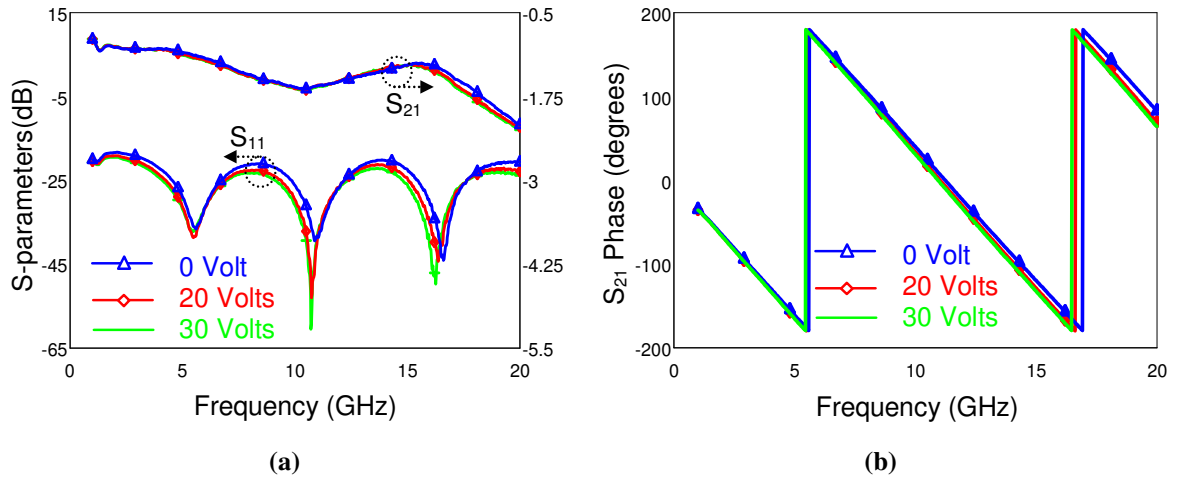 15
-5
-25
-45
-65
S-parameters(dB)
-0.5
-1.75
-3
-4.25
-5.5
S21
S11
0 Volt
20 Volts
30 Volts
0 5 10 15 20
Frequency (GHz)
(a)
200
100
0
-100
-200
S21 Phase (degrees)
0 Volt
20 Volts
30 Volts
0 5 10 15 20
Frequency (GHz)
(b)